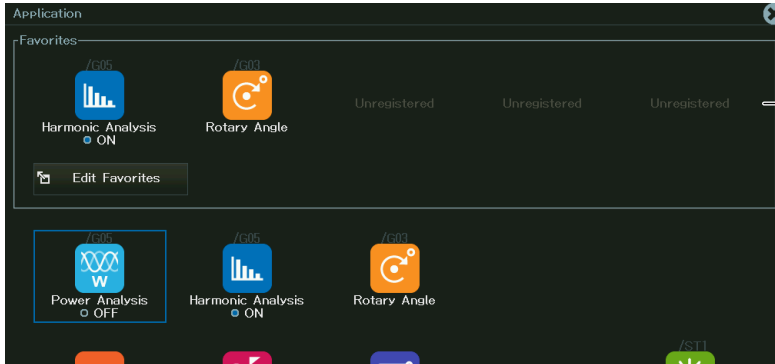 Application
Favorites
/G05
/G03
Harmonic Analysis
ON
Rotary Angle
Unregistered
Unregistered
Unregistered
Edit Favorites
/G05
/G05
/G03
W
Power Analysis
OFF
Harmonic Analysis
ON
Rotary Angle
/ST1